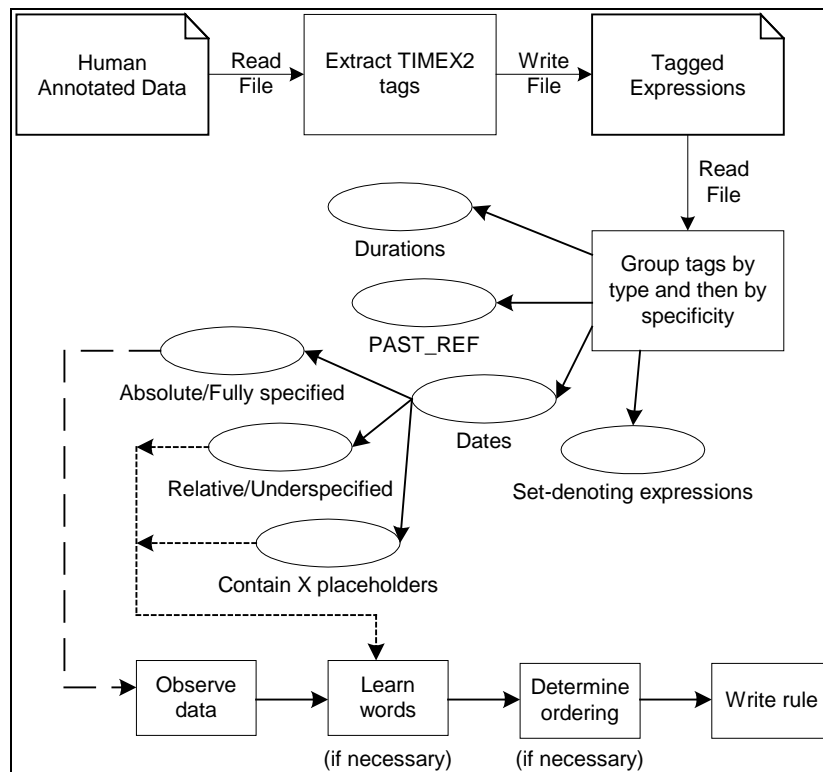 Human
Annotated Data
Read
File
Extract TIMEX2
tags
Write
File
Tagged
Expressions
Read
File
Group tags by
type and then by
specificity
Durations
PAST_REF
Absolute/Fully specified
Dates
Relative/Underspecified
Set-denoting expressions
Contain X placeholders
Observe
data
Learn
words
(if necessary)
Determine
ordering
(if necessary)
Write rule